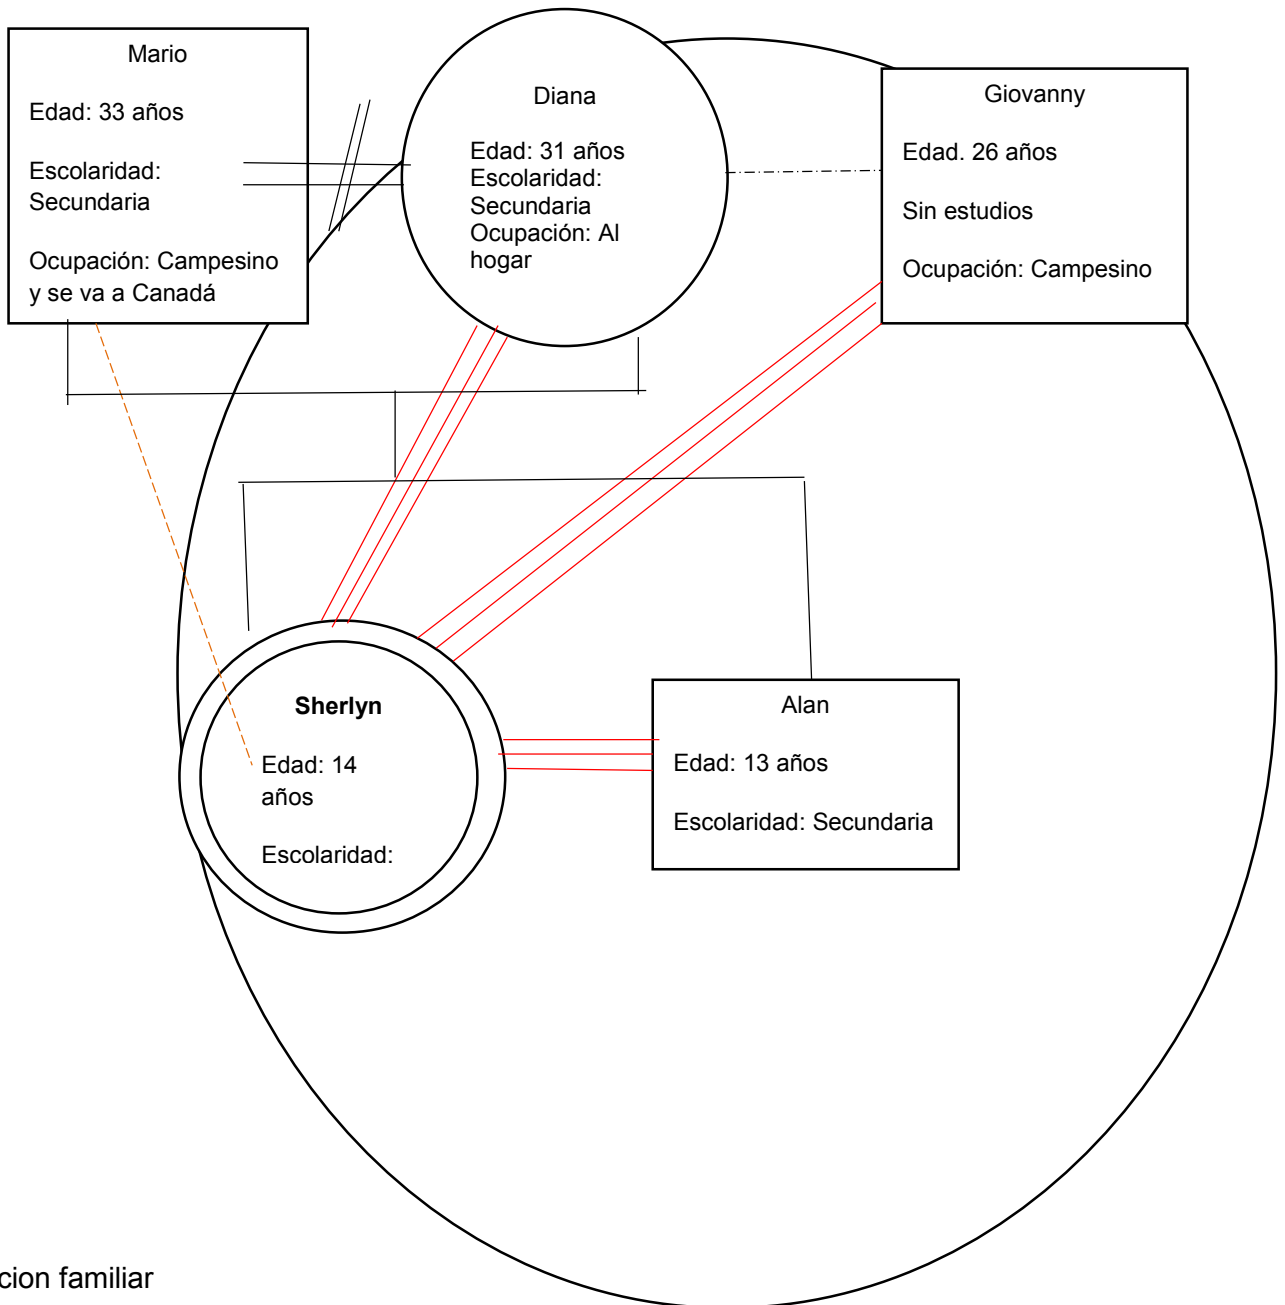 Mario
Edad: 33 años
Escolaridad:
Secundaria
Ocupación: Campesino
y se va a Canadá
Diana
Edad: 31 años
Escolaridad:
Secundaria
Ocupación: Al
hogar
Giovanny
Edad. 26 años
Sin estudios
Ocupación: Campesino
Sherlyn
Edad: 14
años
Escolaridad:
Alan
Edad: 13 años
Escolaridad: Secundaria
cion familiar